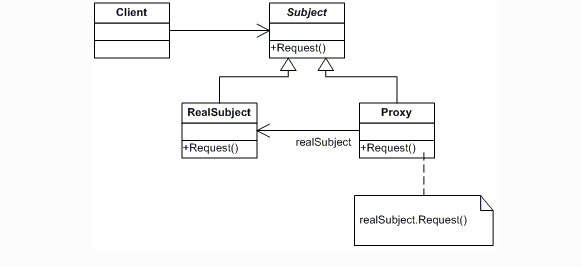 Client
Subject
+Request()
RealSubject
+Request()
realSubject
Proxy
+Request()
realSubject.Request()